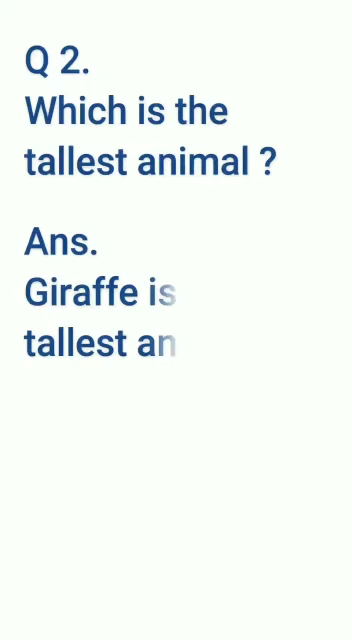 Q 2.
Which is the
tallest animal ?
Ans.
Giraffe is
tallest an